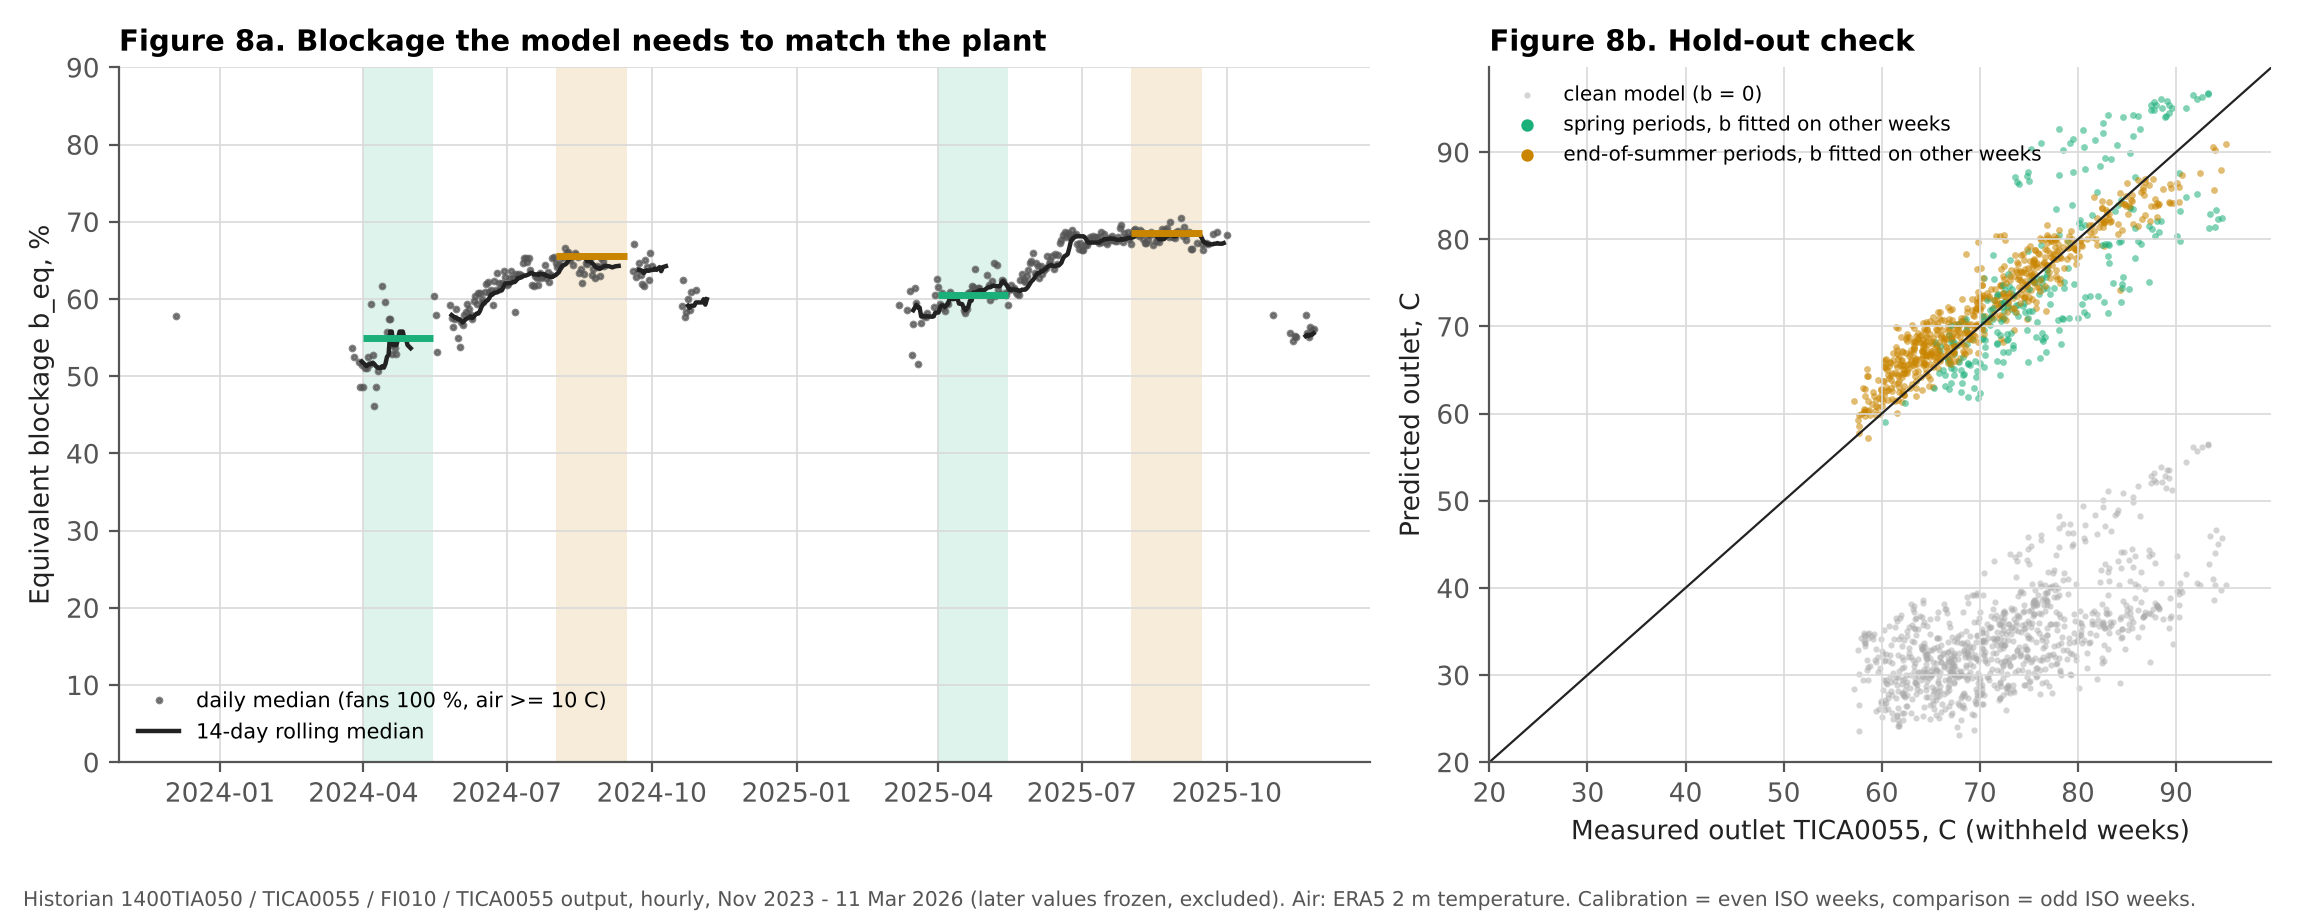 Figure 8a. Blockage the model needs to match the plant
Equivalent blockage b_eq, %
90
80
70
60
50
40
30
20
10
0
daily median (fans 100 %, air >= 10 C)
14-day rolling median
2024-01 2024-04 2024-07 2024-10 2025-01 2025-04 2025-07 2025-10
Figure 8b. Hold-out check
clean model (b = 0)
spring periods, b fitted on other weeks
end-of-summer periods, b fitted on other weeks
Predicted outlet, C
90
80
70
60
50
40
30
20
20 30 40 50 60 70 80 90
Measured outlet TICA0055, C (withheld weeks)
Historian 1400TIA050 / TICA0055 / FI010 / TICA0055 output, hourly, Nov 2023 - 11 Mar 2026 (later values frozen, excluded). Air: ERA5 2 m temperature. Calibration = even ISO weeks, comparison = odd ISO weeks.